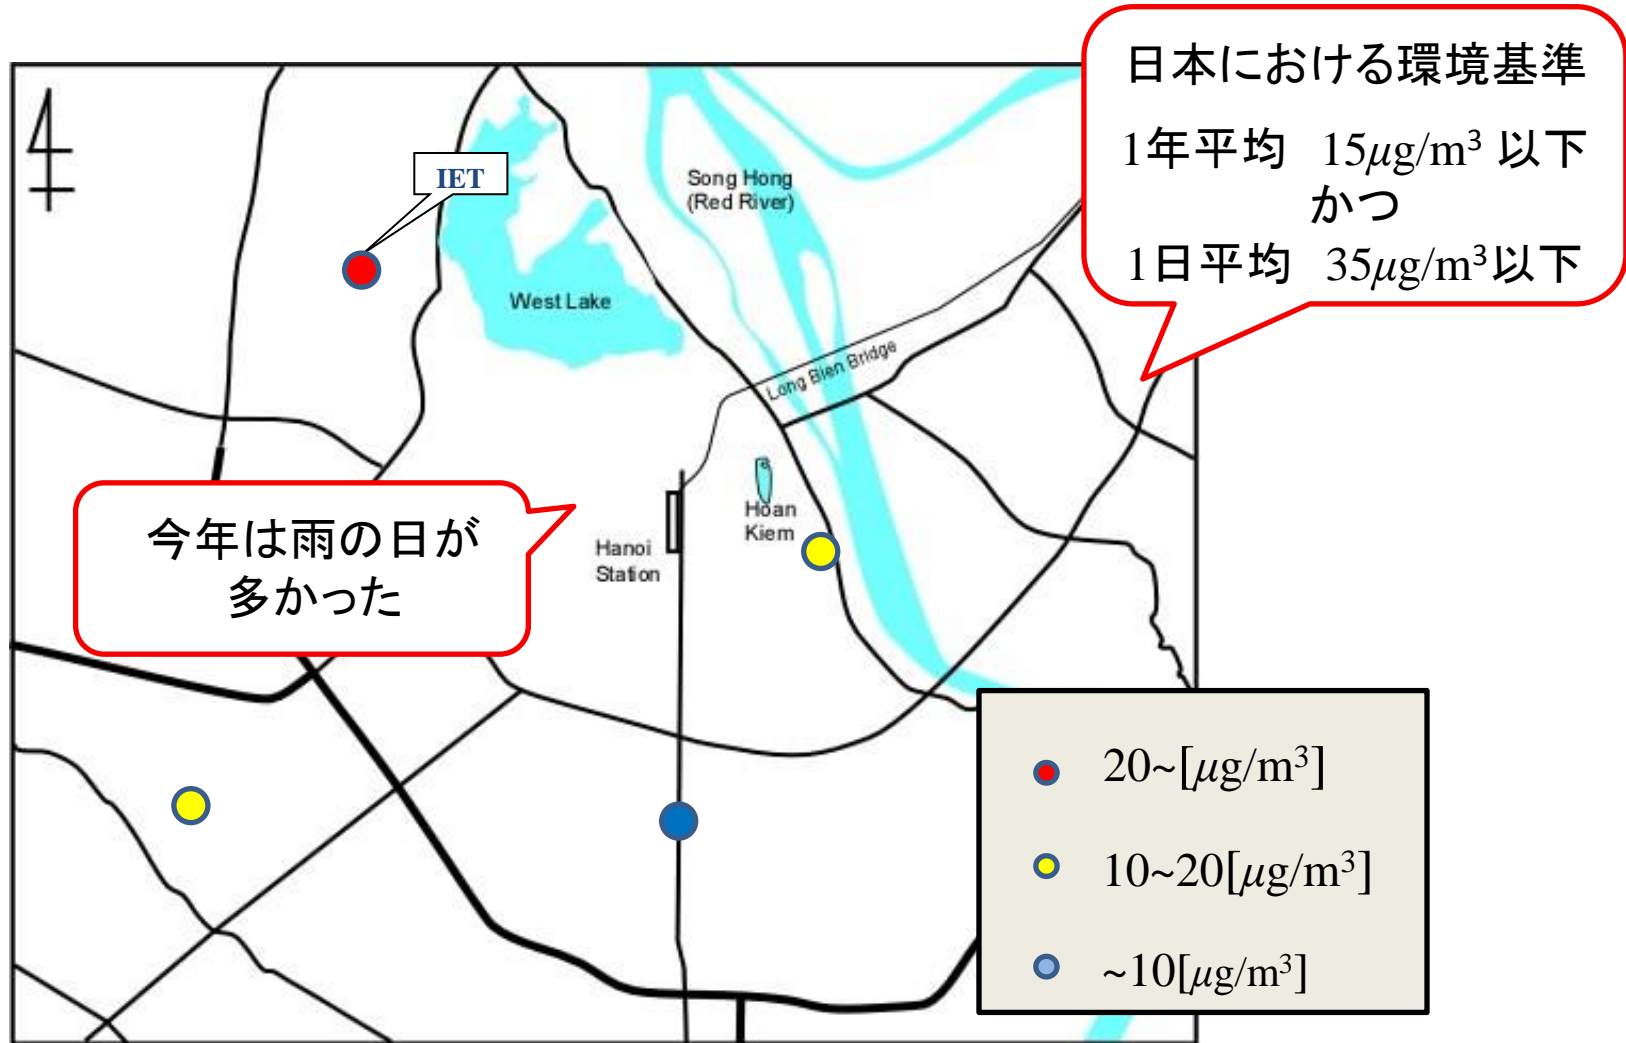 日本における環境基準
1年平均 15μg/m³ 以下
かつ
1日平均 35μg/m³以下
IET
Song Hong
(Red River)
West Lake
Long Bien Bridge
今年は雨の日が
多かった
Hoan
Kiem
Hanoi
Station
20~[μg/m³]
10~20[μg/m³]
~10[μg/m³]